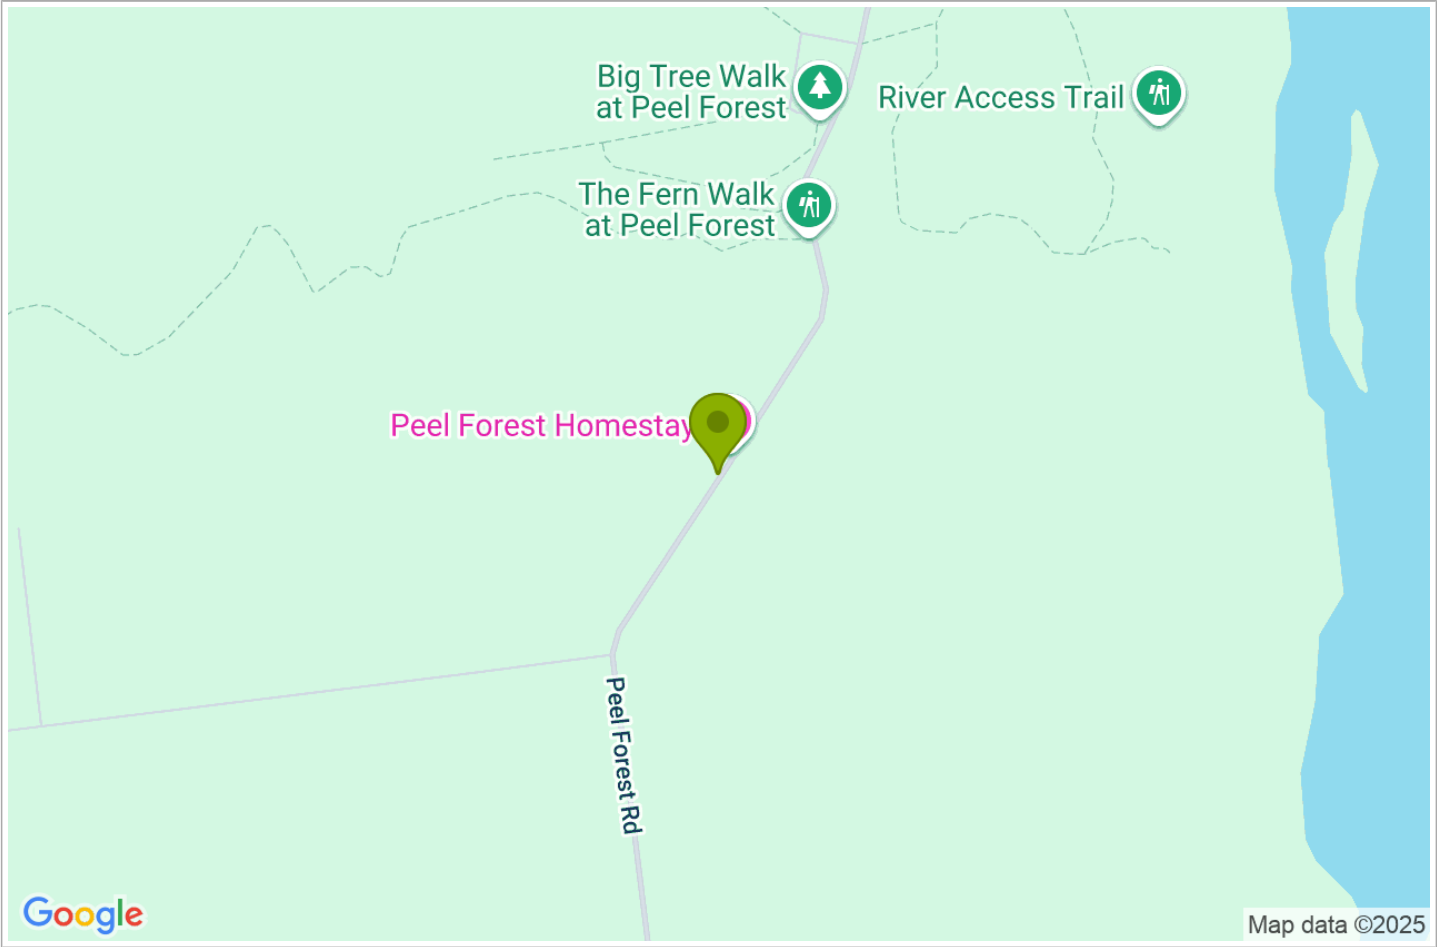 Big Tree Walk
at Peel Forest
River Access Trail
The Fern Walk
at Peel Forest
Peel Forest Homestay
Peel Forest Rd
Google
Map data ©2025